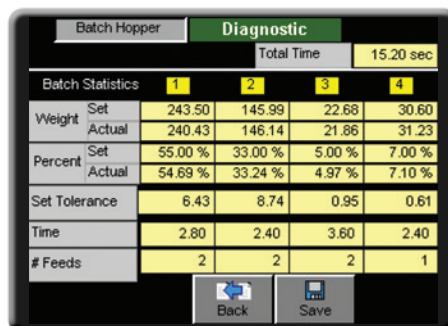 Batch Hopper Diagnostic
Total Time 15.20 sec
Batch Statistics 1 2 3 4
Weight Set 243.50 145.99 22.68 30.60
Actual 240.43 146.14 21.86 31.23
Percent Set 55.00 % 33.00 % 5.00 % 7.00 %
Actual 54.69 % 33.24 % 4.97 % 7.10 %
Set Tolerance 6.43 8.74 0.95 0.61
Time 2.80 2.40 3.60 2.40
# Feeds 2 2 2 1
Back Save